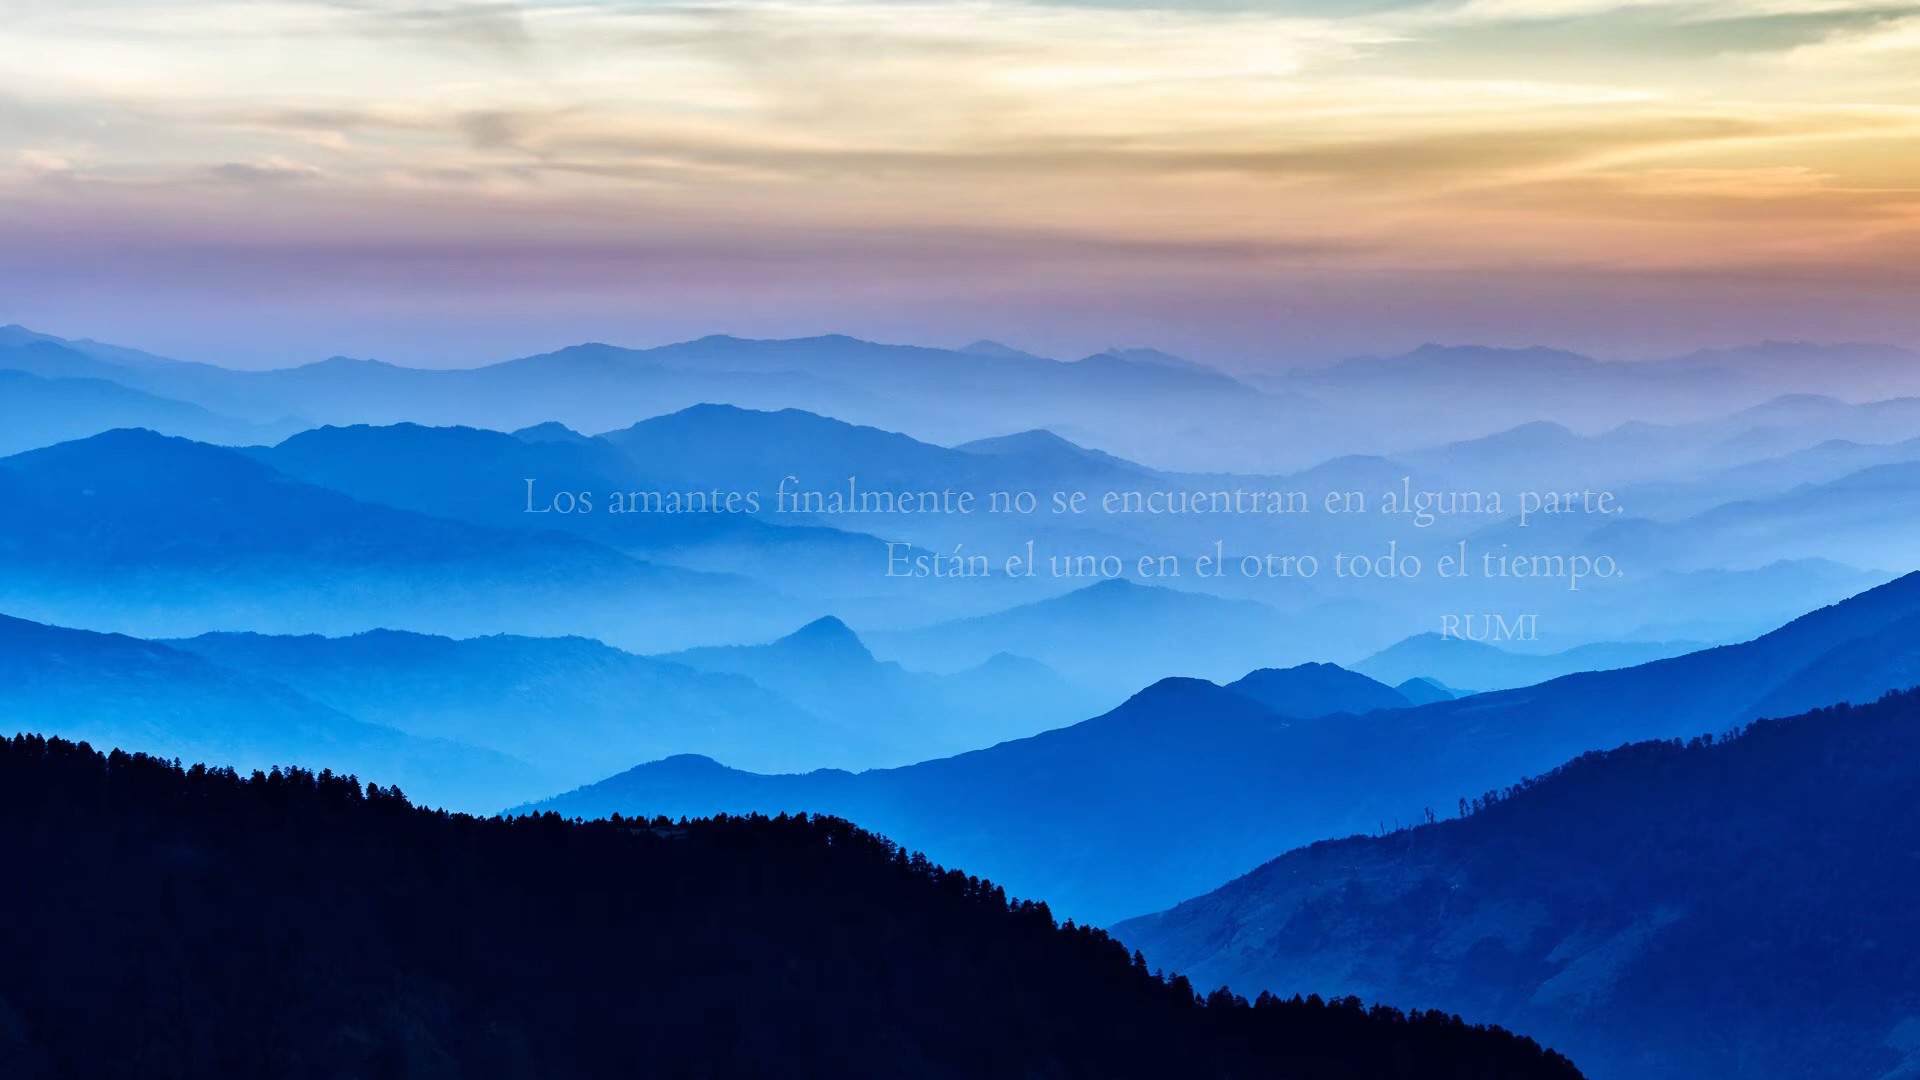 Los amantes finalmente no se encuentran en alguna parte.
Están el uno en el otro todo el tiempo.
RUMI